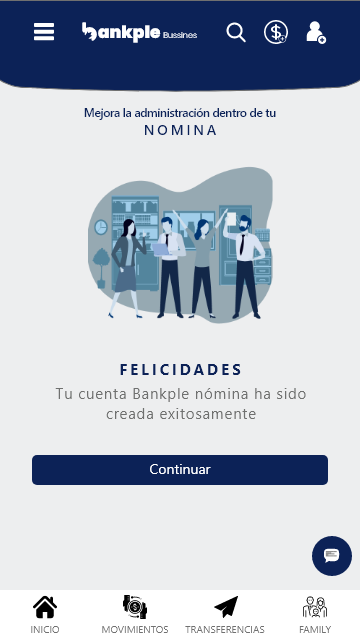 bankple Bussines
Mejora la administración dentro de tu
NOMINA
FELICIDADES
Tu cuenta Bankple nómina ha sido
creada exitosamente
Continuar
INICIO MOVIMIENTOS TRANSFERENCIAS FAMILY